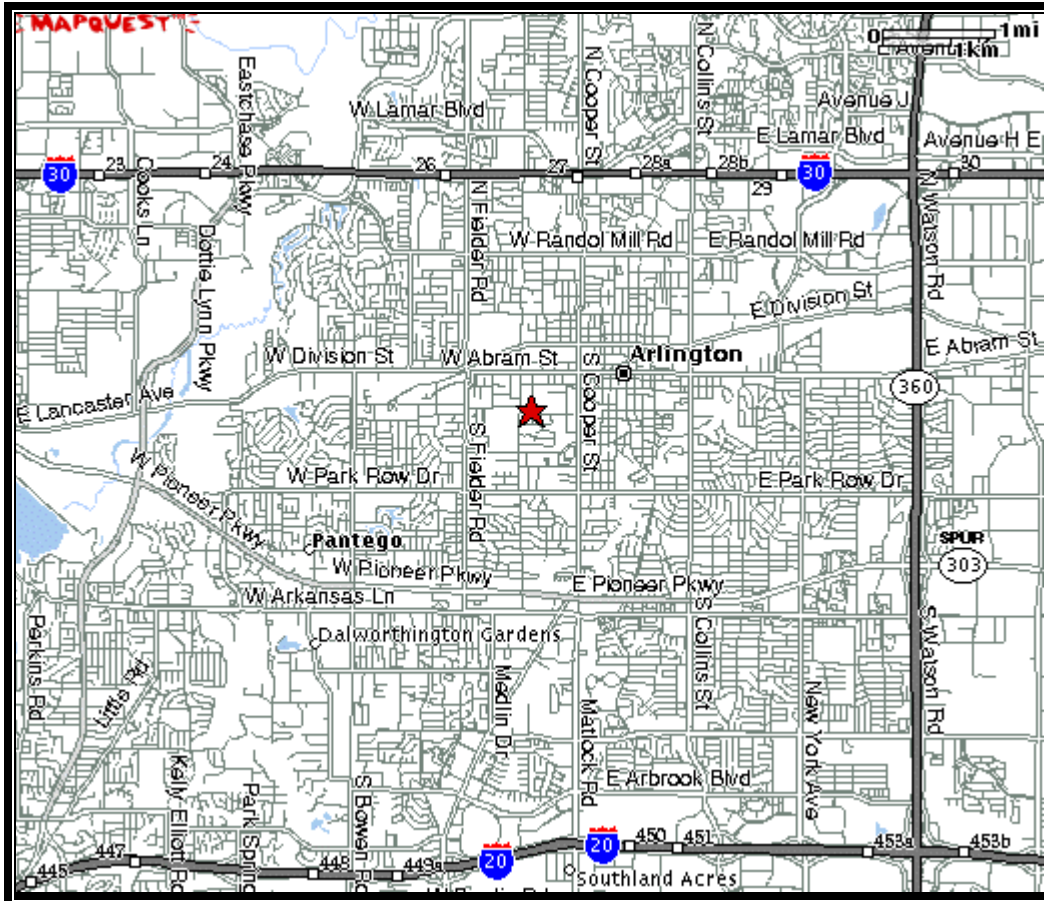 MAPQUEST
0 1mi
1km
Avenue
N Cooper St
N Collins St
Eastchase Pkwy
W Lamar Blvd
Avenue J
E Lamar Blvd
Avenue H E
30
23
24
26
27
28a
28b
29
30
30
Cooks Ln
Dottie Lynn Pkwy
N Fielder Rd
W Randol Mill Rd
E Randol Mill Rd
N Watson Rd
E Division St
W Division St
W Abram St
S Cooper St
Arlington
E Abram St
360
E Lancaster Ave
S Fielder Rd
W Pioneer Pkwy
W Park Row Dr
E Park Row Dr
Pantego
SPUR
303
W Pioneer Pkwy
E Pioneer Pkwy
W Arkansas Ln
S Collins St
S Watson Rd
Perkins Rd
Dalworthington Gardens
Little Rd
Medlin Dr
Matlock Rd
New York Ave
Kelly Elliott Rd
Park Spring
S Bowen Rd
E Arbrook Blvd
445
447
448
449a
20
20
450
451
453a
453b
Southland Acres